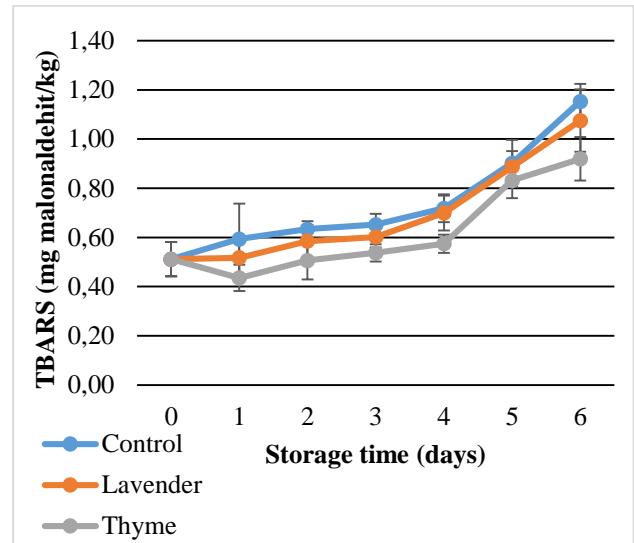 TBARS (mg malonaldehit/kg)
1,40
1,20
1,00
0,80
0,60
0,40
0,20
0,00
0 1 2 3 4 5 6
Storage time (days)
Control
Lavender
Thyme